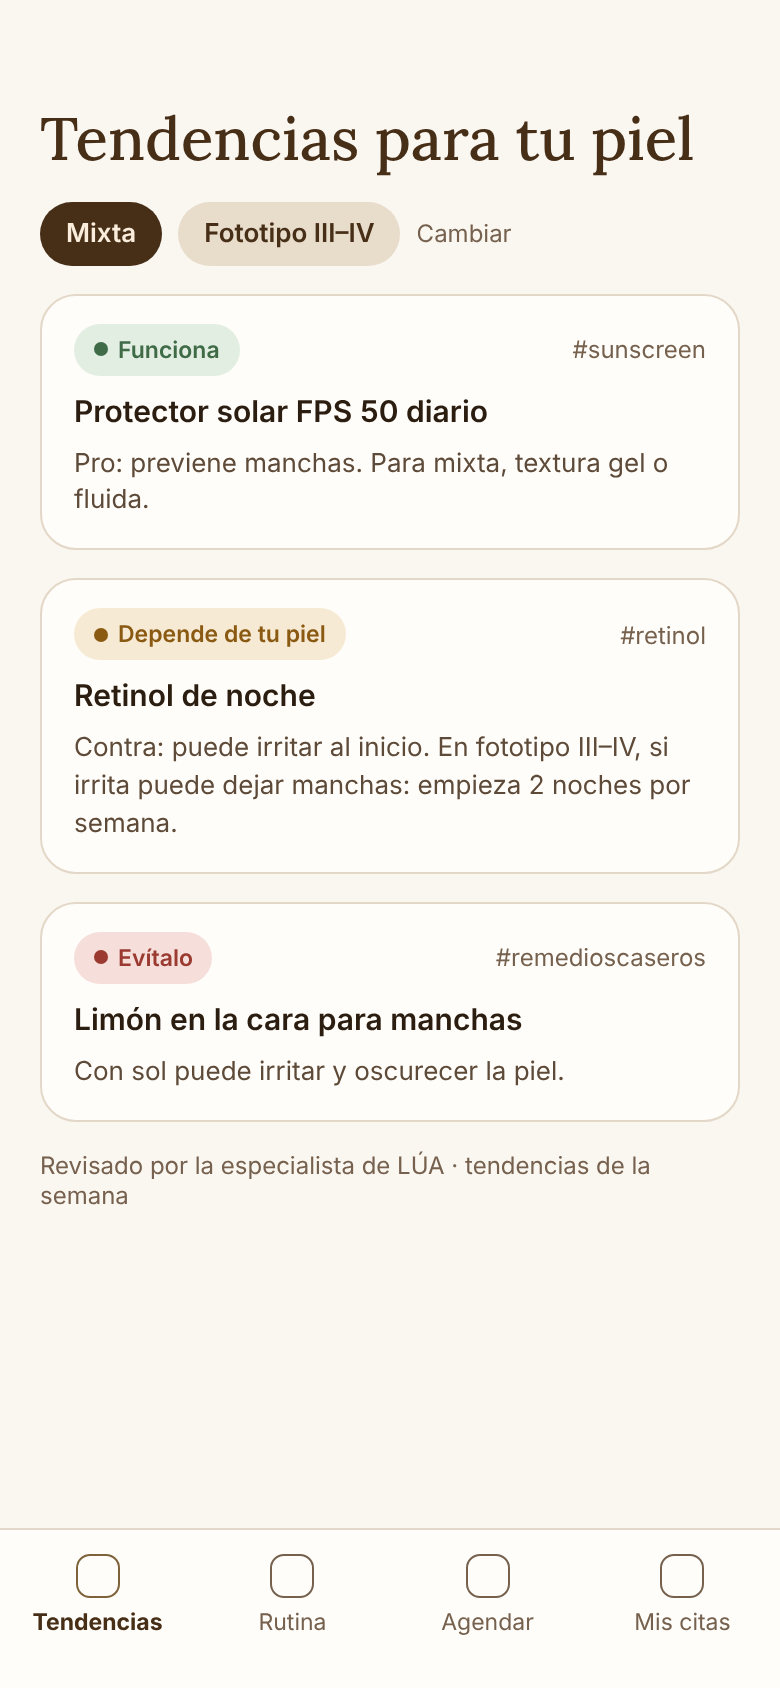 Tendencias para tu piel
Mixta
Fototipo III–IV
Cambiar
Funciona
#sunscreen
Protector solar FPS 50 diario
Pro: previene manchas. Para mixta, textura gel o
fluida.
Depende de tu piel
#retinol
Retinol de noche
Contra: puede irritar al inicio. En fototipo III–IV, si
irrita puede dejar manchas: empieza 2 noches por
semana.
Evítalo
#remedioscaseros
Limón en la cara para manchas
Con sol puede irritar y oscurecer la piel.
Revisado por la especialista de LÚA · tendencias de la
semana
Tendencias
Rutina
Agendar
Mis citas